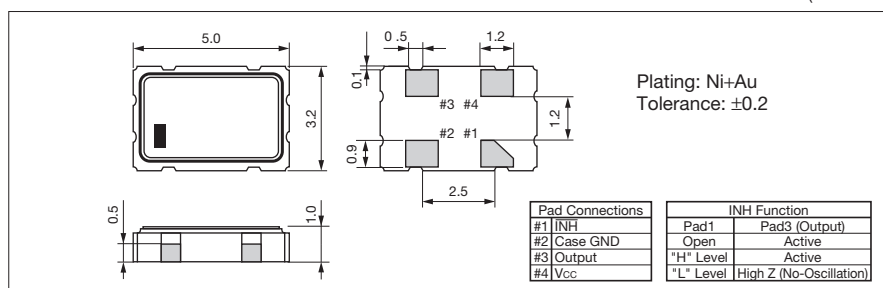 5.0
3.2
0.5
1.0
0 .5
1.2
0.1
#3 #4
#2 #1
1.2
0.9
2.5
Plating: Ni+Au
Tolerance: ±0.2
Pad Connections
#1 I̅N̅H̅
#2 Case GND
#3 Output
#4 Vcc
INH Function
Pad1 Pad3 (Output)
Open Active
"H" Level Active
"L" Level High Z (No-Oscillation)